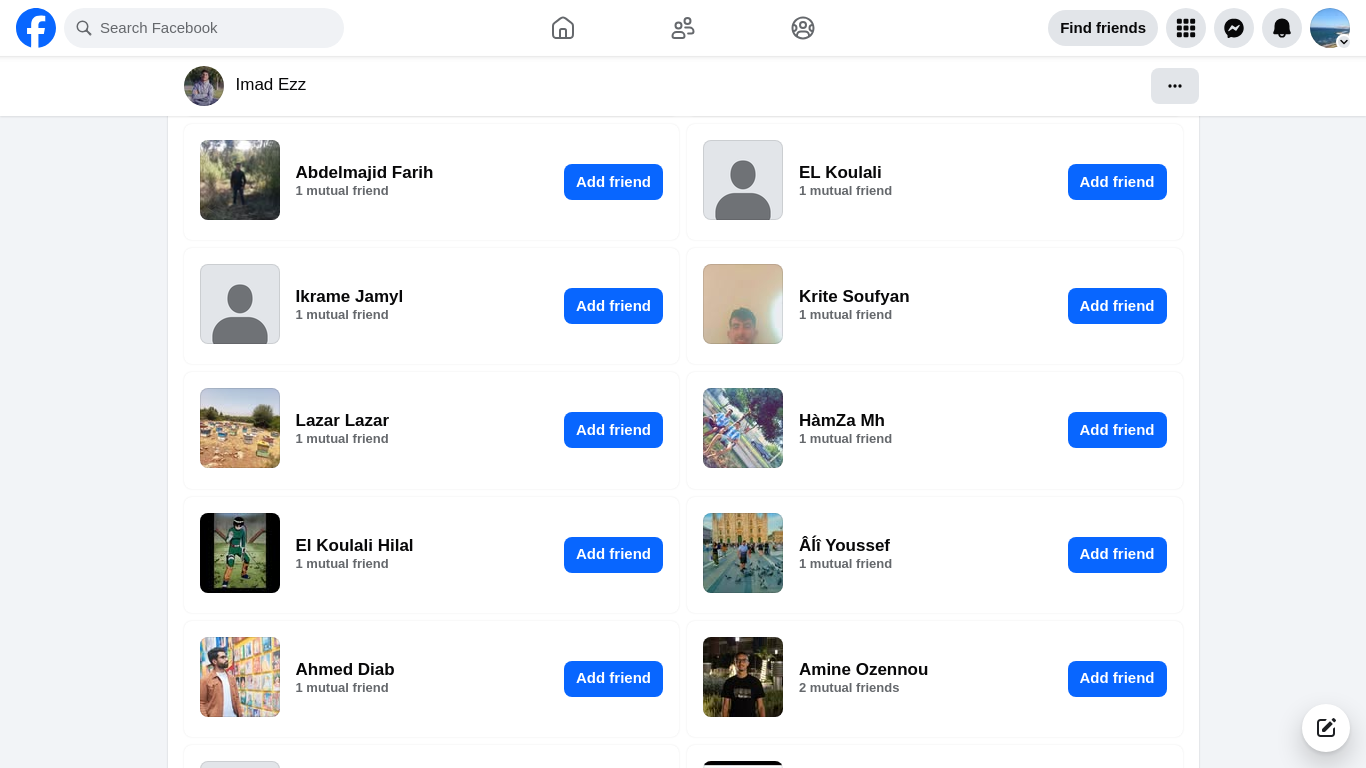 Search Facebook
Find friends
Imad Ezz
Abdelmajid Farih
1 mutual friend
Add friend
EL Koulali
1 mutual friend
Add friend
Ikrame Jamyl
1 mutual friend
Add friend
Krite Soufyan
1 mutual friend
Add friend
Lazar Lazar
1 mutual friend
Add friend
HàmZa Mh
1 mutual friend
Add friend
El Koulali Hilal
1 mutual friend
Add friend
ÂÍî Youssef
1 mutual friend
Add friend
Ahmed Diab
1 mutual friend
Add friend
Amine Ozennou
2 mutual friends
Add friend